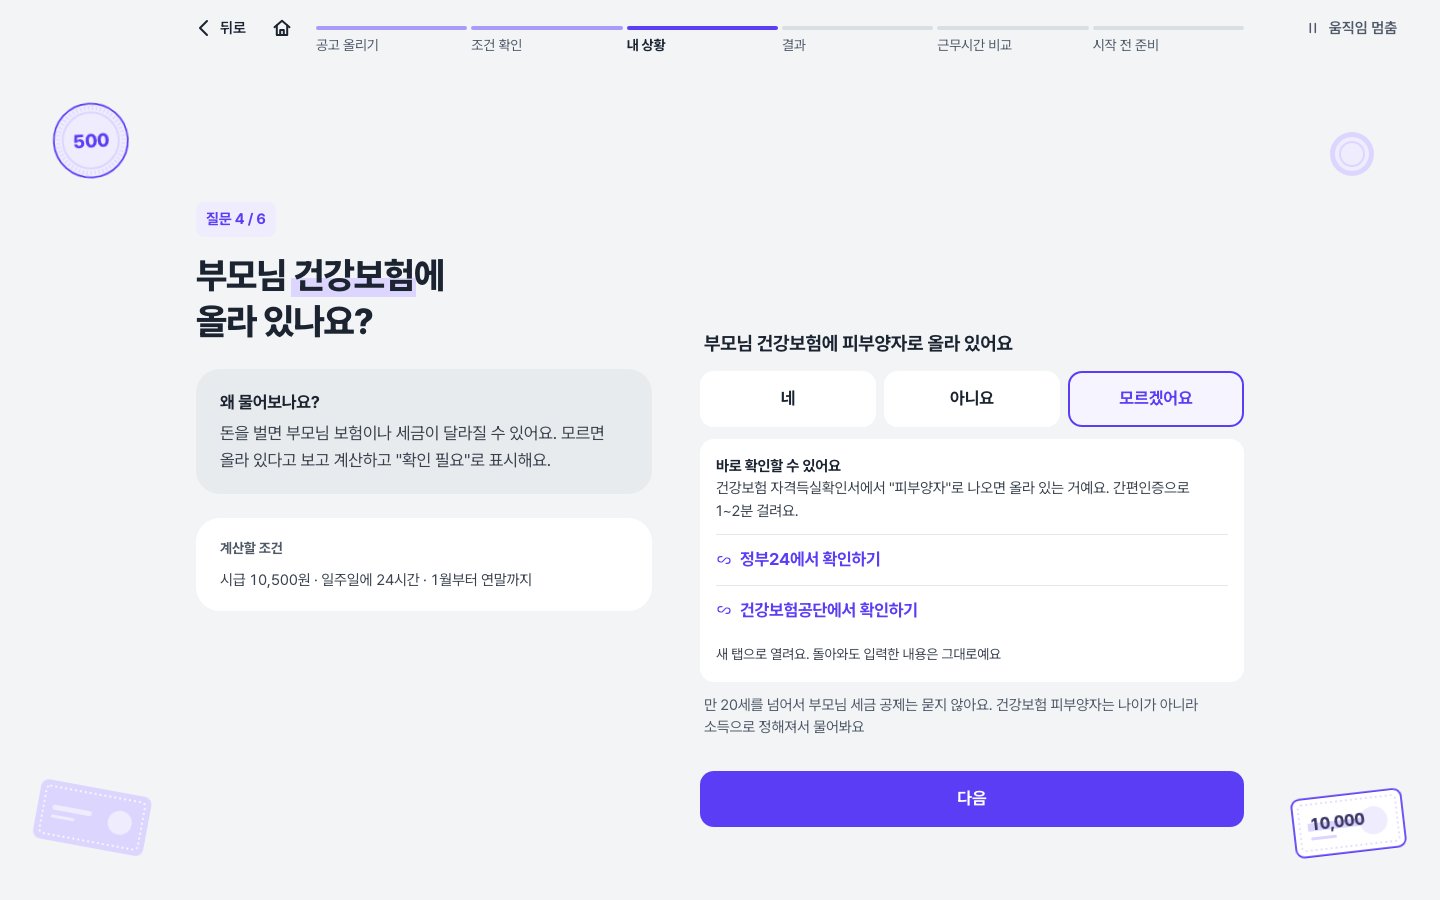 뒤로
공고 올리기
조건 확인
내 상황
결과
근무시간 비교
시작 전 준비
움직임 멈춤
500
질문 4 / 6
부모님 건강보험에
올라 있나요?
왜 물어보나요?
돈을 벌면 부모님 보험이나 세금이 달라질 수 있어요. 모르면
올라 있다고 보고 계산하고 "확인 필요"로 표시해요.
계산할 조건
시급 10,500원 · 일주일에 24시간 · 1월부터 연말까지
부모님 건강보험에 피부양자로 올라 있어요
네
아니요
모르겠어요
바로 확인할 수 있어요
건강보험 자격득실확인서에서 "피부양자"로 나오면 올라 있는 거예요. 간편인증으로
1~2분 걸려요.
정부24에서 확인하기
건강보험공단에서 확인하기
새 탭으로 열려요. 돌아와도 입력한 내용은 그대로예요
만 20세를 넘어서 부모님 세금 공제는 묻지 않아요. 건강보험 피부양자는 나이가 아니라
소득으로 정해져서 물어봐요
다음
10,000